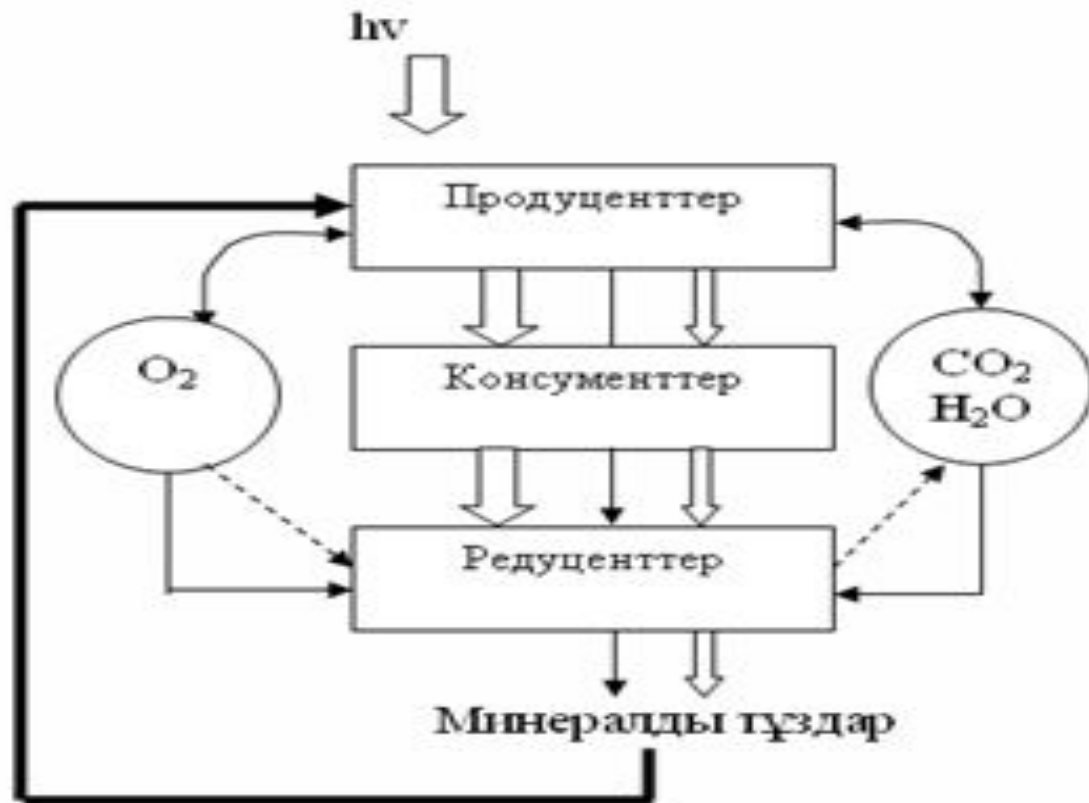 hv
Продуценттер
O₂
Консументтер
CO₂
H₂O
Редуценттер
Минералды тұздар